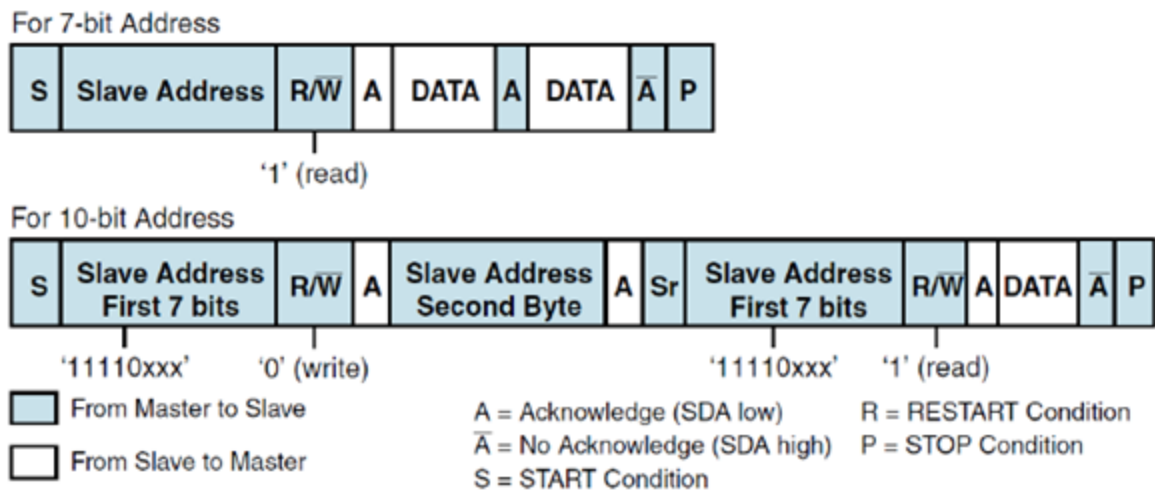 For 7-bit Address
S Slave Address R/W̅ A DATA A DATA A̅ P
‘1’ (read)
For 10-bit Address
S Slave Address First 7 bits R/W̅ A Slave Address Second Byte A Sr Slave Address First 7 bits R/W̅ A DATA A̅ P
‘11110xxx’ ‘0’ (write) ‘11110xxx’ ‘1’ (read)
From Master to Slave
From Slave to Master
A = Acknowledge (SDA low)
A̅ = No Acknowledge (SDA high)
S = START Condition
R = RESTART Condition
P = STOP Condition